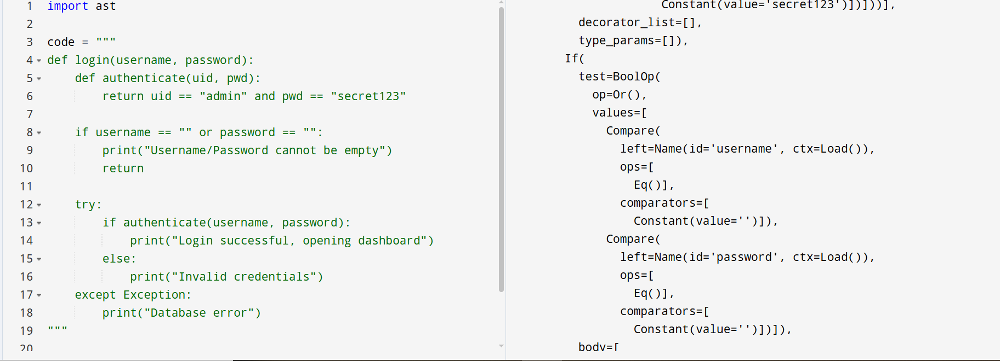 1 import ast
2
3 code = """
4 def login(username, password):
5     def authenticate(uid, pwd):
6         return uid == "admin" and pwd == "secret123"
7
8     if username == "" or password == "":
9         print("Username/Password cannot be empty")
10         return
11
12     try:
13         if authenticate(username, password):
14             print("Login successful, opening dashboard")
15         else:
16             print("Invalid credentials")
17     except Exception:
18         print("Database error")
19 """
20
Constant(value='secret123')])]))],
decorator_list=[],
type_params=[]),
If(
test=BoolOp(
op=Or(),
values=[
Compare(
left=Name(id='username', ctx=Load()),
ops=[
Eq()],
comparators=[
Constant(value='')]),
Compare(
left=Name(id='password', ctx=Load()),
ops=[
Eq()],
comparators=[
Constant(value='')])]),
body=[